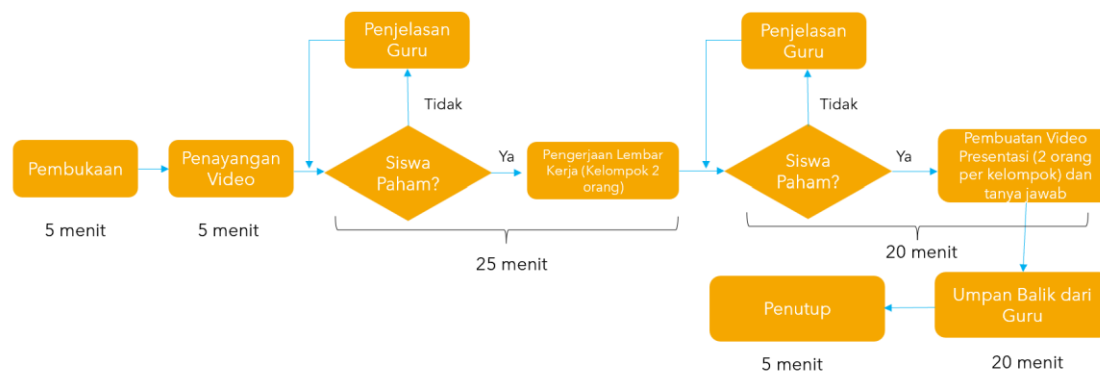 Penjelasan
Guru
Tidak
Pembukaan
5 menit
Penayangan
Video
5 menit
Siswa
Paham?
Ya
Pengerjaan Lembar
Kerja (Kelompok 2
orang)
25 menit
Penjelasan
Guru
Tidak
Siswa
Paham?
Ya
Pembuatan Video
Presentasi (2 orang
per kelompok) dan
tanya jawab
20 menit
Umpan Balik dari
Guru
20 menit
Penutup
5 menit